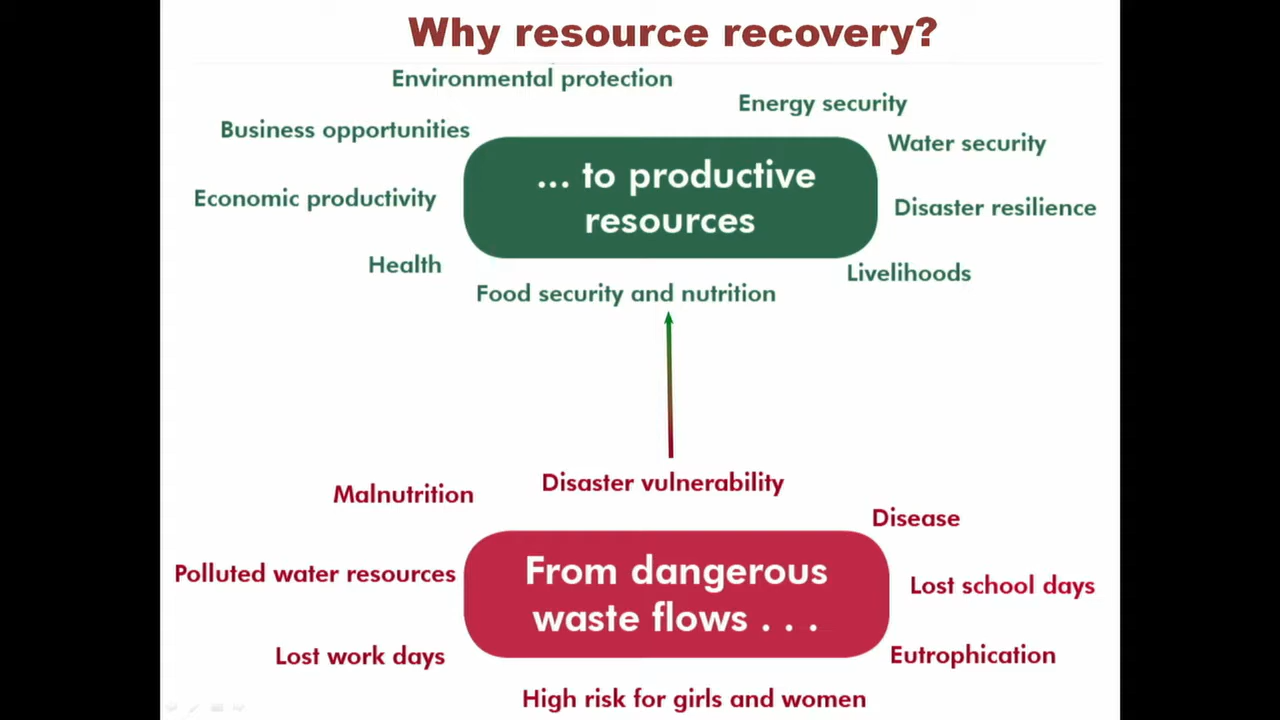 Why resource recovery?
Environmental protection
Energy security
Business opportunities
Water security
... to productive
resources
Economic productivity
Disaster resilience
Health
Livelihoods
Food security and nutrition
Disaster vulnerability
Malnutrition
Disease
From dangerous
waste flows . . .
Polluted water resources
Lost school days
Lost work days
Eutrophication
High risk for girls and women